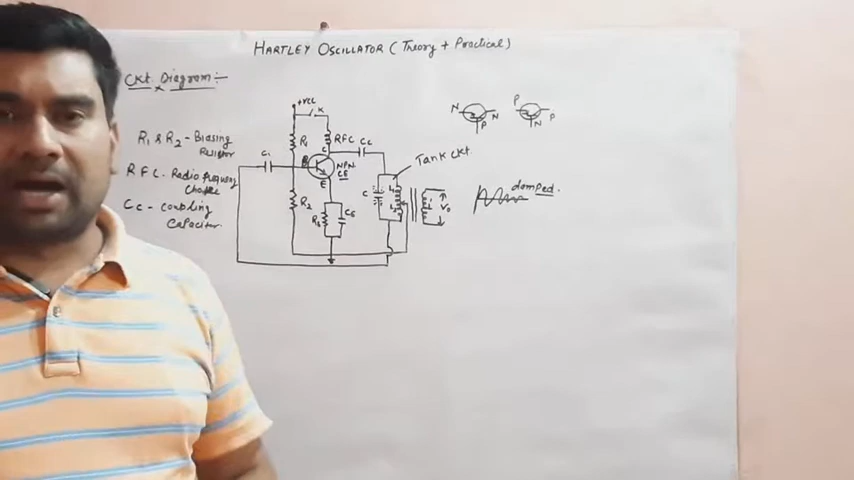 HARTLEY OSCILLATOR (Theory + Practical)
CKt. Diagram :-
+Vcc
K
R1 & R2 - Biasing
Resistor
RFC - Radio frequency
Choke
Cc - Coupling
Capacitor
R1
RFC
Cc
Ci
C
B
E
NPN
CE
R2
RE
CE
Tank CKt.
C
L1
L2
Vo
N
P
N
P
N
P
damped.